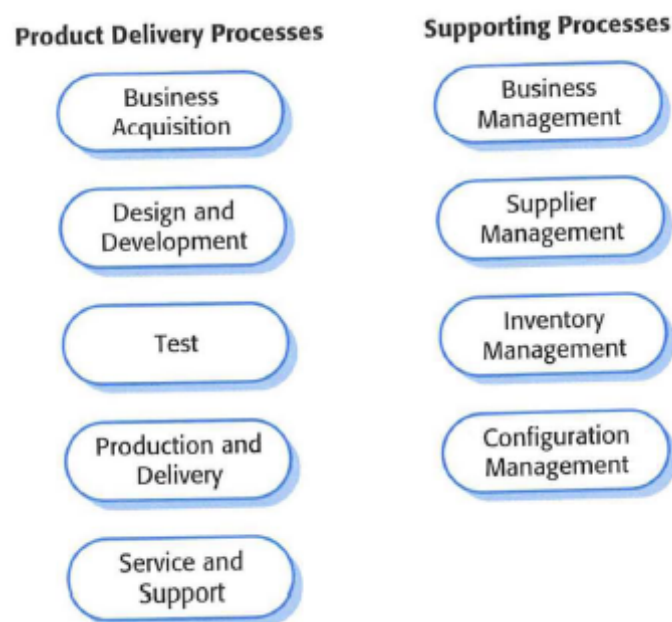 Product Delivery Processes
Business
Acquisition
Design and
Development
Test
Production and
Delivery
Service and
Support
Supporting Processes
Business
Management
Supplier
Management
Inventory
Management
Configuration
Management